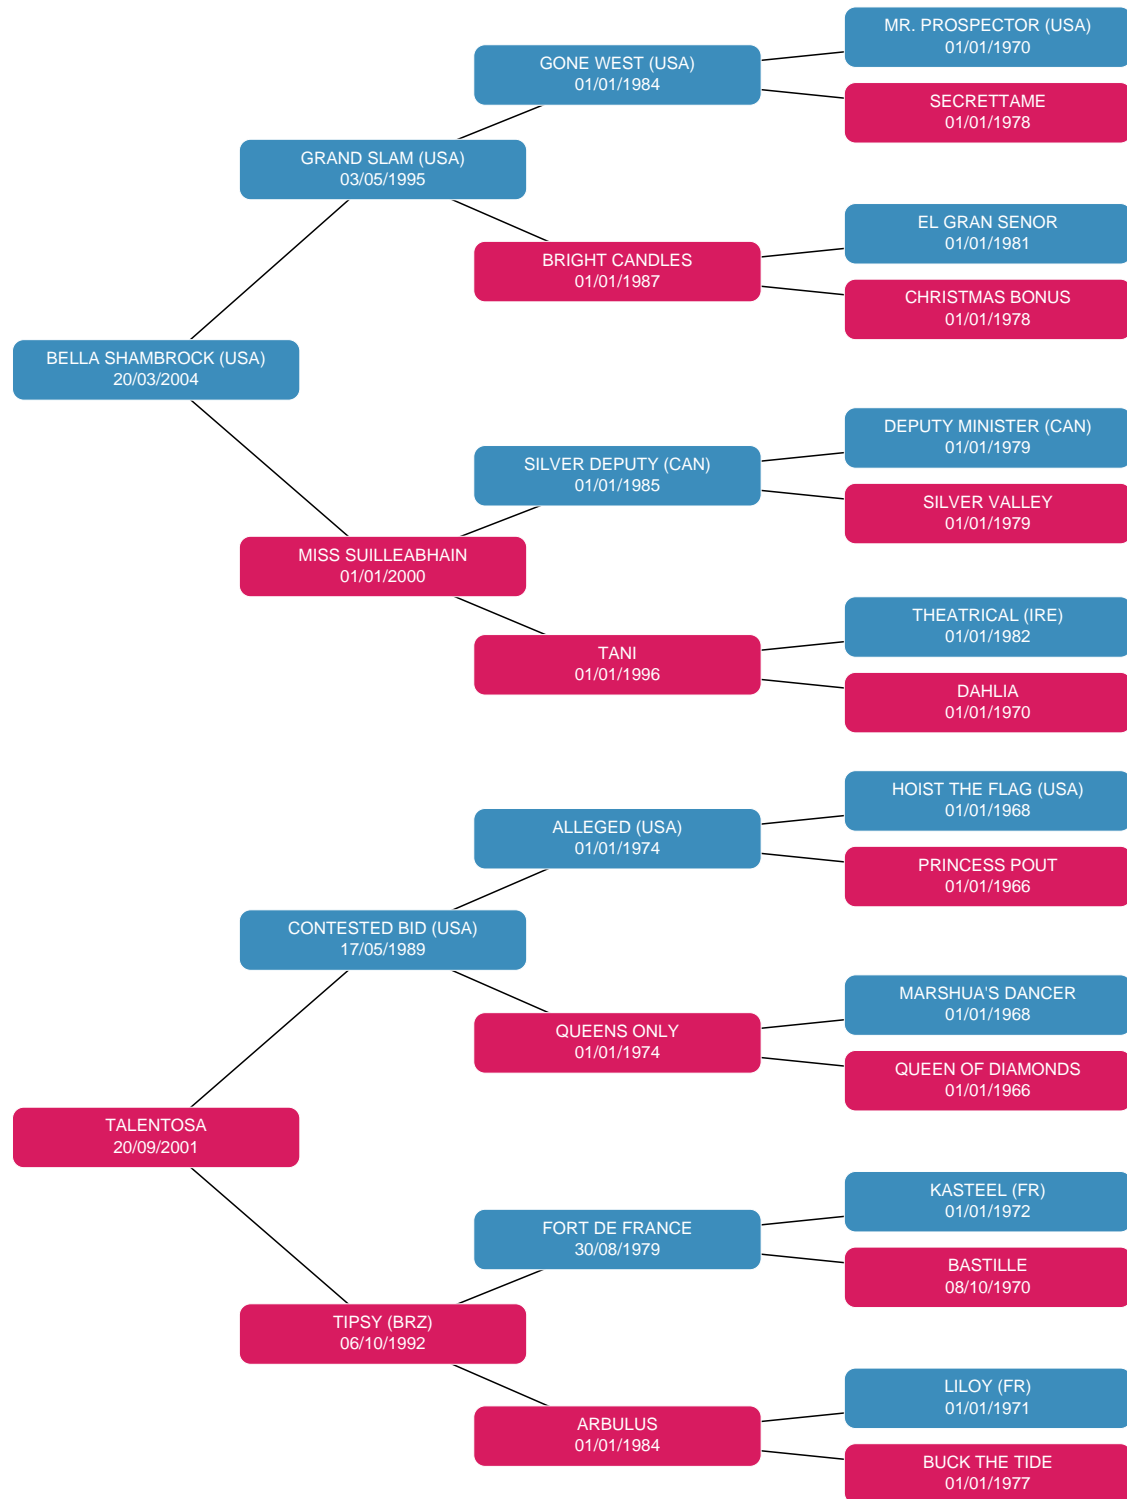 MR. PROSPECTOR (USA)
01/01/1970
GONE WEST (USA)
01/01/1984
SECRETTAME
01/01/1978
GRAND SLAM (USA)
03/05/1995
EL GRAN SENOR
01/01/1981
BRIGHT CANDLES
01/01/1987
CHRISTMAS BONUS
01/01/1978
BELLA SHAMBROCK (USA)
20/03/2004
DEPUTY MINISTER (CAN)
01/01/1979
SILVER DEPUTY (CAN)
01/01/1985
SILVER VALLEY
01/01/1979
MISS SUILLEABHAIN
01/01/2000
THEATRICAL (IRE)
01/01/1982
TANI
01/01/1996
DAHLIA
01/01/1970
HOIST THE FLAG (USA)
01/01/1968
ALLEGED (USA)
01/01/1974
PRINCESS POUT
01/01/1966
CONTESTED BID (USA)
17/05/1989
MARSHUA'S DANCER
01/01/1968
QUEENS ONLY
01/01/1974
QUEEN OF DIAMONDS
01/01/1966
TALENTOSA
20/09/2001
KASTEEL (FR)
01/01/1972
FORT DE FRANCE
30/08/1979
BASTILLE
08/10/1970
TIPSY (BRZ)
06/10/1992
LILOY (FR)
01/01/1971
ARBULUS
01/01/1984
BUCK THE TIDE
01/01/1977